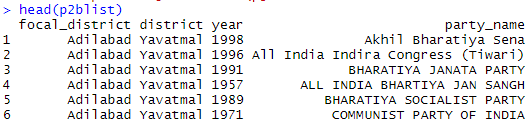 > head(p2blist)
focal_district district year party_name
1 Adilabad Yavatmal 1998 Akhil Bharatiya Sena
2 Adilabad Yavatmal 1996 All India Indira Congress (Tiwari)
3 Adilabad Yavatmal 1991 BHARATIYA JANATA PARTY
4 Adilabad Yavatmal 1957 ALL INDIA BHARTIYA JAN SANGH
5 Adilabad Yavatmal 1989 BHARATIYA SOCIALIST PARTY
6 Adilabad Yavatmal 1971 COMMUNIST PARTY OF INDIA